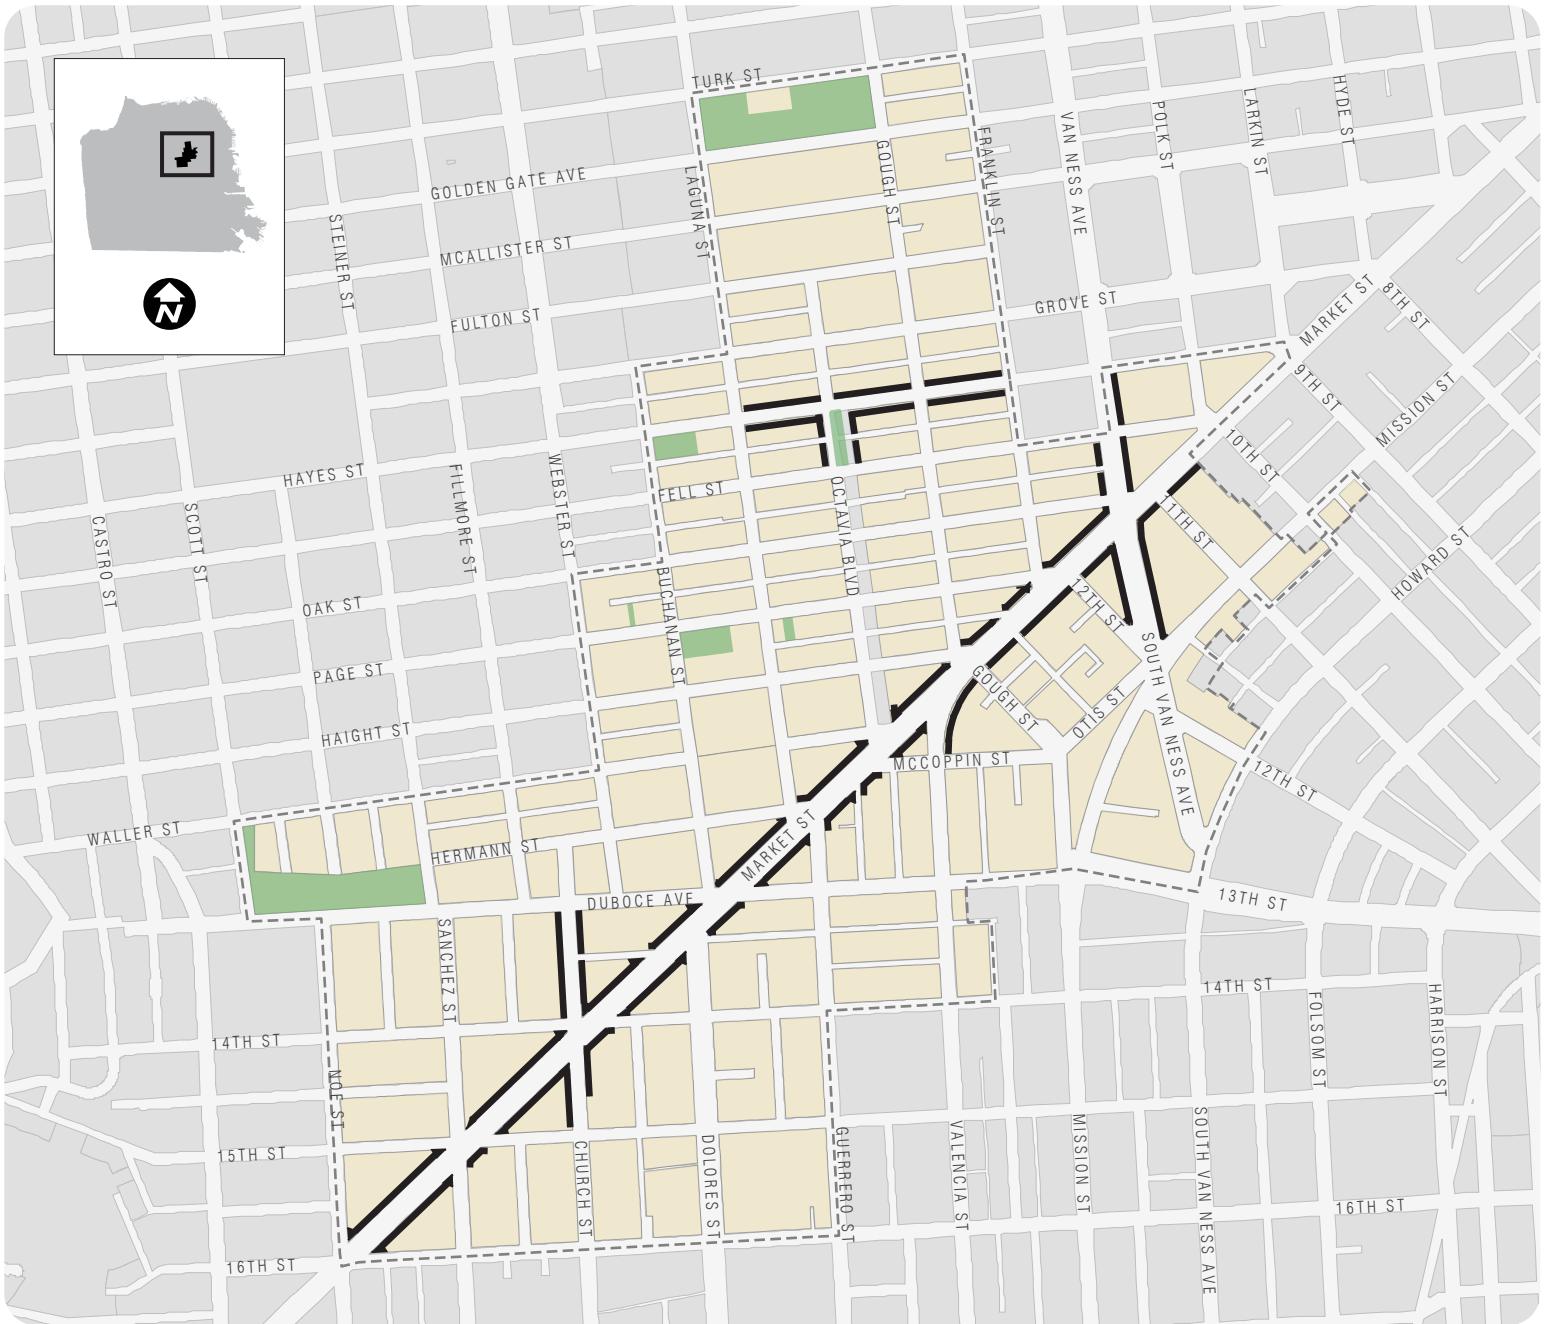 TURK ST
GOLDEN GATE AVE
MCALLISTER ST
FULTON ST
STEINER ST
LAGUNA ST
GOUGH ST
FRANKLIN ST
VAN NESS AVE
POLK ST
LARKIN ST
HYDE ST
GROVE ST
MARKET ST
8TH ST
9TH ST
MISSION ST
10TH ST
11TH ST
HOWARD ST
HAYES ST
FILLMORE ST
WEBSTER ST
FELL ST
OCTAVIA BLVD
CASTRO ST
SCOTT ST
OAK ST
BUCHANAN ST
PAGE ST
HAIGHT ST
12TH ST
GOUGH ST
OTIS ST
SOUTH VAN NESS AVE
MCCOPPIN ST
12TH ST
WALLER ST
HERMANN ST
MARKET ST
DUBOCE AVE
13TH ST
SANCHEZ ST
14TH ST
14TH ST
FOLSOM ST
HARRISON ST
NOE ST
15TH ST
CHURCH ST
DOLORES ST
GUERRERO ST
VALENCIA ST
MISSION ST
SOUTH VAN NESS AVE
16TH ST
16TH ST
N